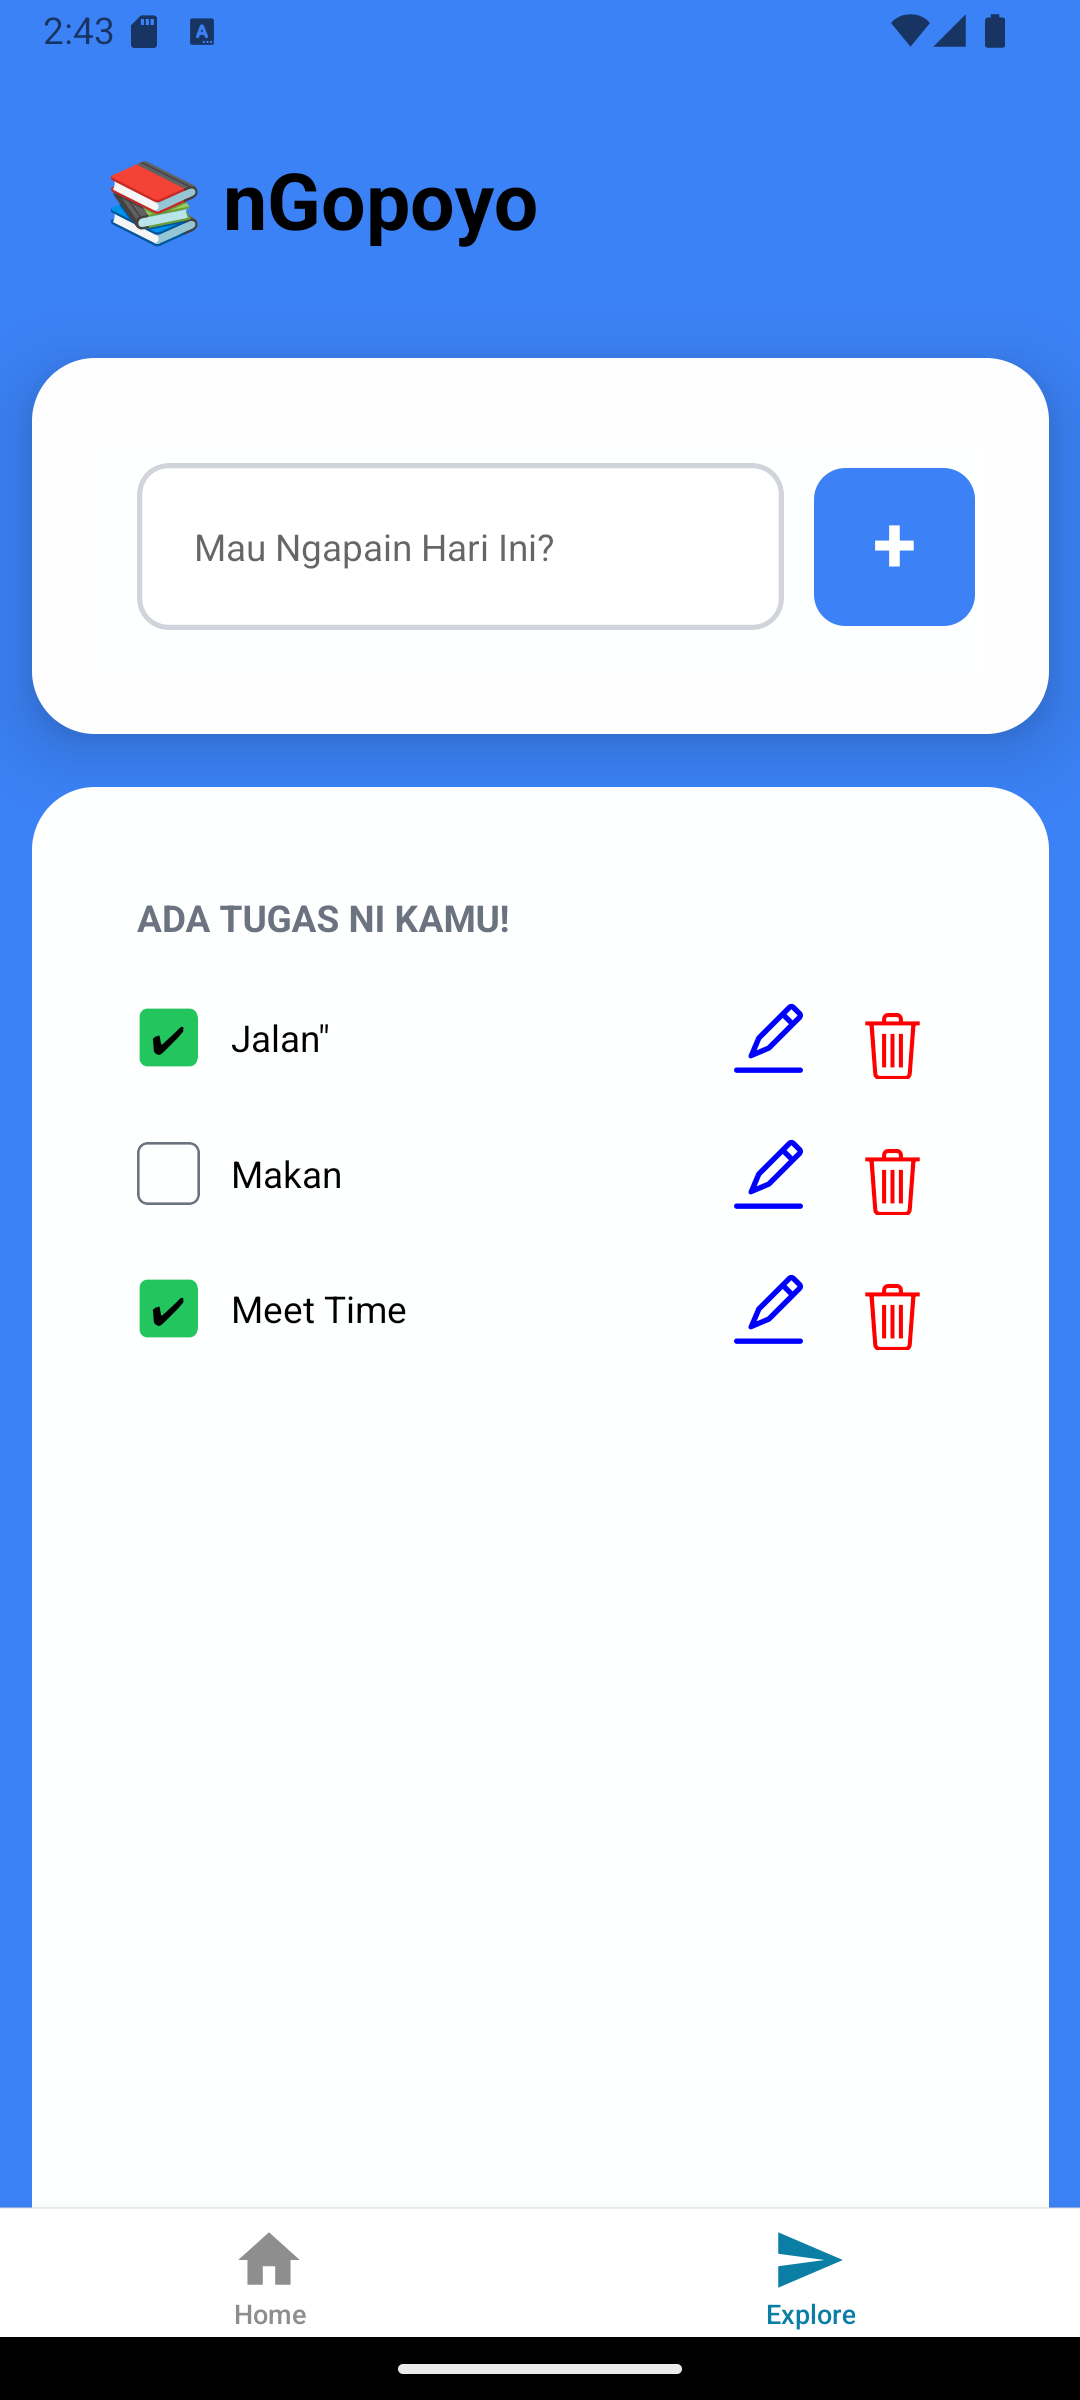 2:43
📚 nGopoyo
Mau Ngapain Hari Ini?
+
ADA TUGAS NI KAMU!
Jalan"
Makan
Meet Time
Home
Explore